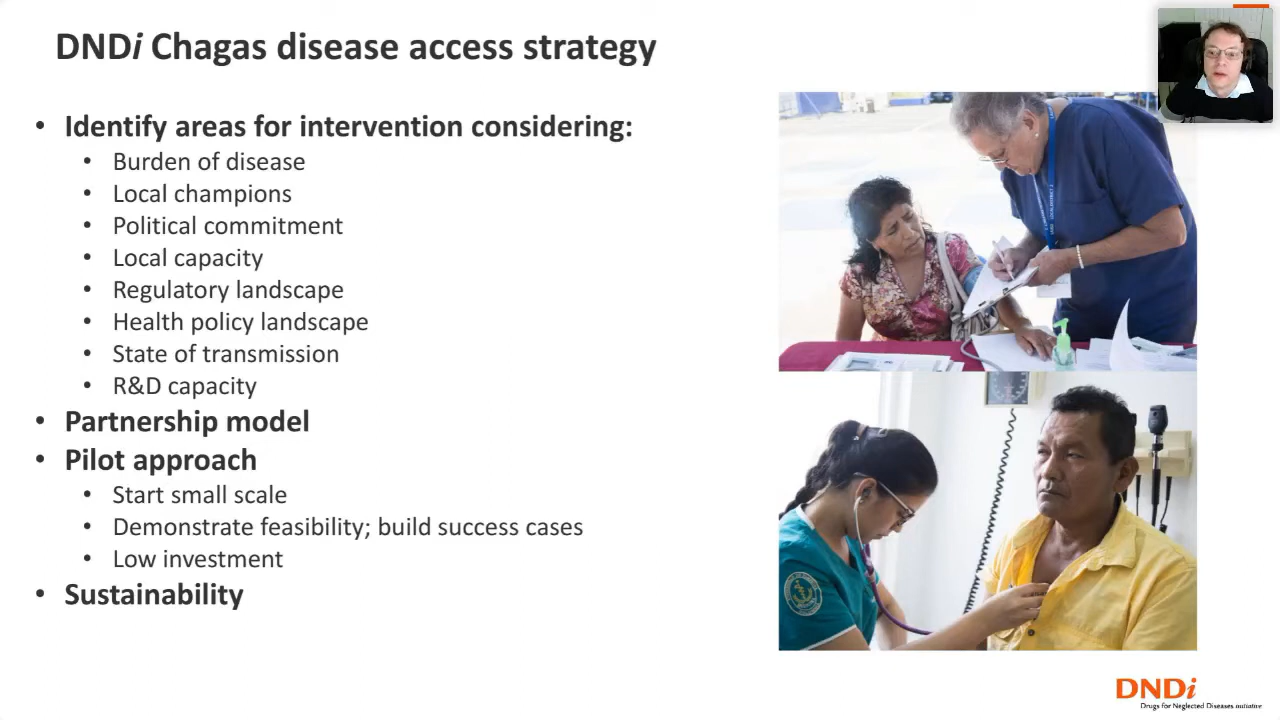 DNDi Chagas disease access strategy
• Identify areas for intervention considering:
• Burden of disease
• Local champions
• Political commitment
• Local capacity
• Regulatory landscape
• Health policy landscape
• State of transmission
• R&D capacity
• Partnership model
• Pilot approach
• Start small scale
• Demonstrate feasibility; build success cases
• Low investment
• Sustainability
DNDi
Drugs for Neglected Diseases initiative